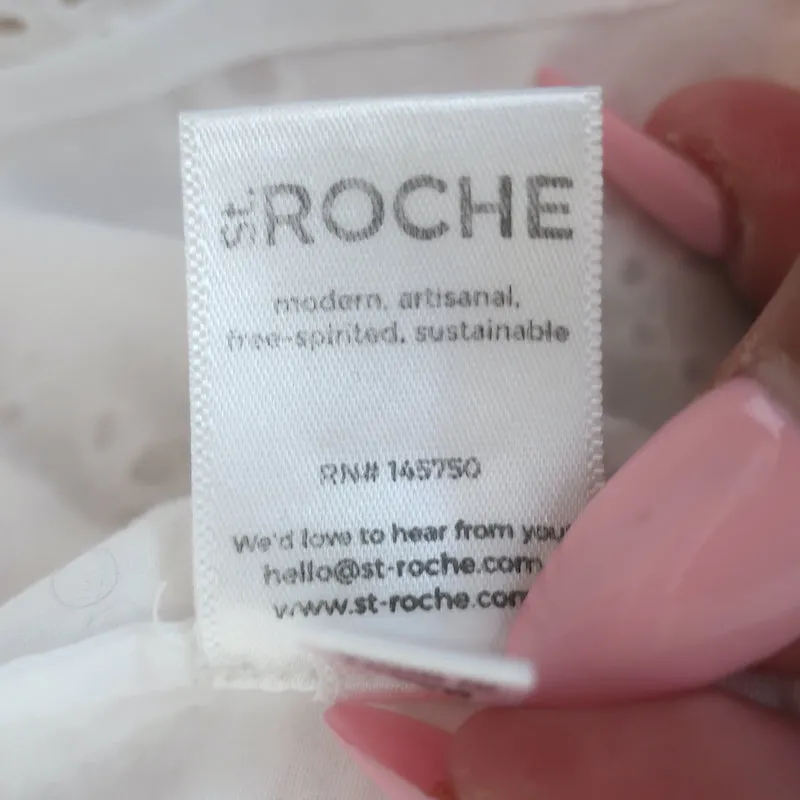 st. ROCHE
modern, artisanal,
free-spirited, sustainable
RN# 145750
We'd love to hear from you
hello@st-roche.com
www.st-roche.com